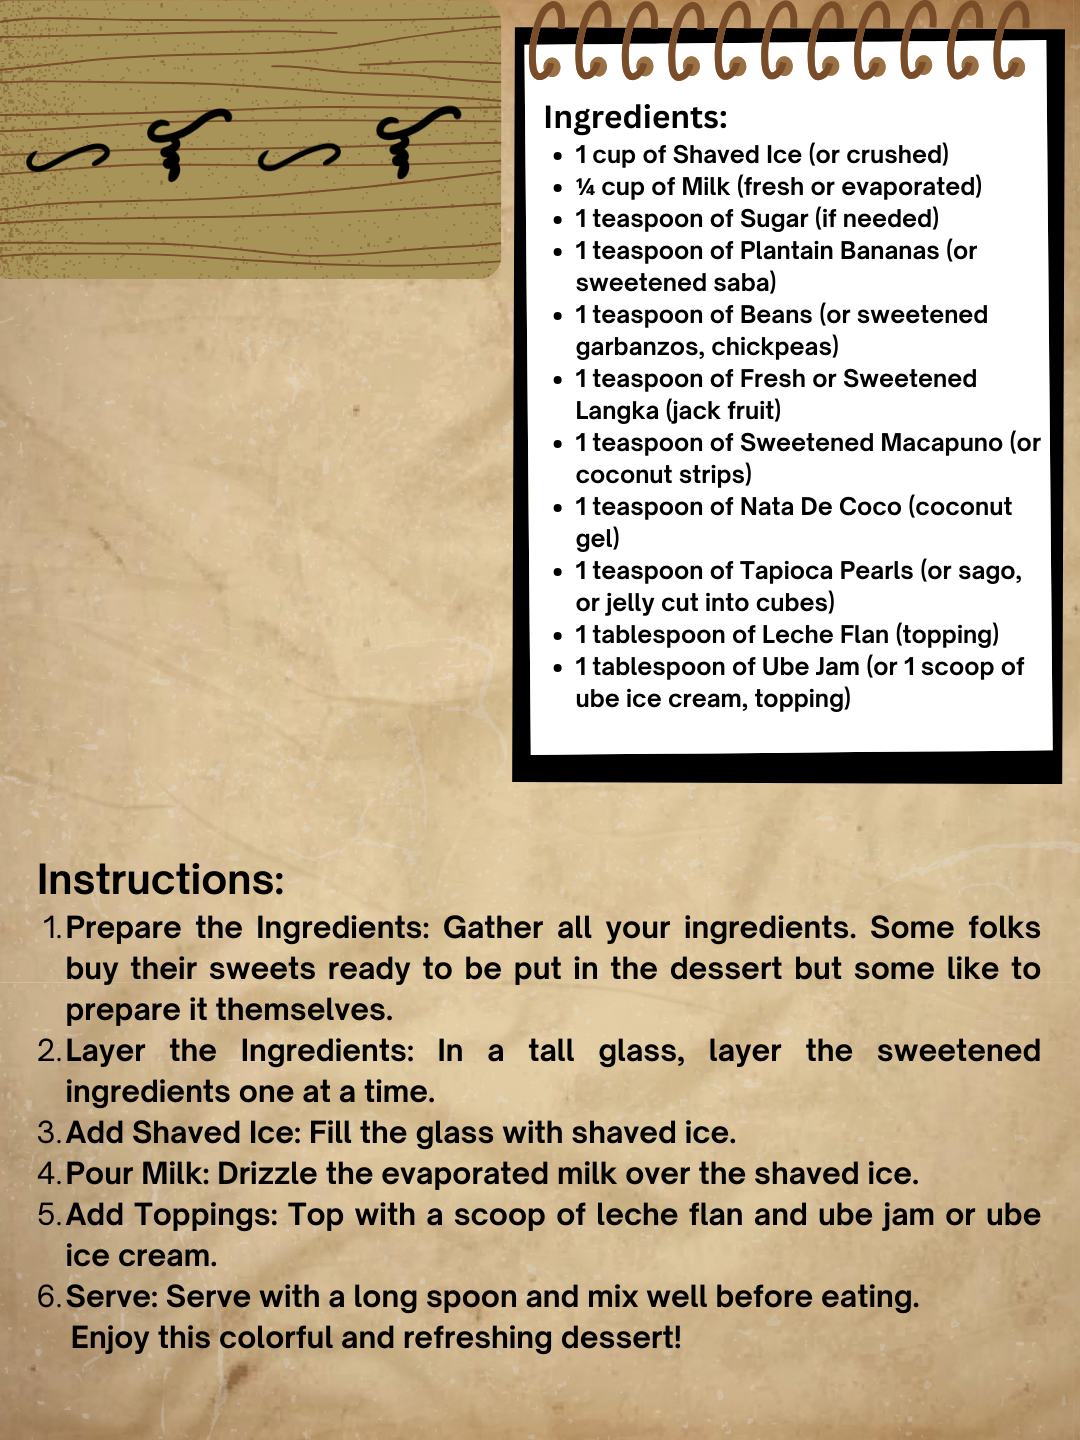 ᜑᜎᜓᜑᜎᜓ
Ingredients:
• 1 cup of Shaved Ice (or crushed)
• ¼ cup of Milk (fresh or evaporated)
• 1 teaspoon of Sugar (if needed)
• 1 teaspoon of Plantain Bananas (or
sweetened saba)
• 1 teaspoon of Beans (or sweetened
garbanzos, chickpeas)
• 1 teaspoon of Fresh or Sweetened
Langka (jack fruit)
• 1 teaspoon of Sweetened Macapuno (or
coconut strips)
• 1 teaspoon of Nata De Coco (coconut
gel)
• 1 teaspoon of Tapioca Pearls (or sago,
or jelly cut into cubes)
• 1 tablespoon of Leche Flan (topping)
• 1 tablespoon of Ube Jam (or 1 scoop of
ube ice cream, topping)
Instructions:
1. Prepare the Ingredients: Gather all your ingredients. Some folks
buy their sweets ready to be put in the dessert but some like to
prepare it themselves.
2. Layer the Ingredients: In a tall glass, layer the sweetened
ingredients one at a time.
3. Add Shaved Ice: Fill the glass with shaved ice.
4. Pour Milk: Drizzle the evaporated milk over the shaved ice.
5. Add Toppings: Top with a scoop of leche flan and ube jam or ube
ice cream.
6. Serve: Serve with a long spoon and mix well before eating.
Enjoy this colorful and refreshing dessert!